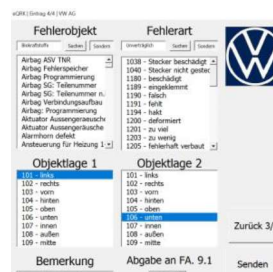 eQRK | Eintrag 4/4 | VW AG
Fehlerobjekt
Suchen Senden
Airbag ASV TNR
Airbag Fehlerspeicher
Airbag Programmierung
Airbag SG: Teilenummer
Airbag SG: Teilenummer n.
Airbag Verbindungsaufbau
Airbag: Programmierung
Aktuator Aussengeraeusche
Aktuator Aussengeräusche
Alarmhorn defekt
Ansteuerung für Heizung 1
Fehlerart
Unverträglich Suchen Senden
1038 - Stecker beschädigt
1040 - Stecker nicht gestec
1180 - beschädigt
1189 - eingeklemmt
1190 - falsch
1191 - fehlt
1194 - hakt
1200 - deformiert
1201 - zu viel
1203 - zu wenig
1205 - fehlerhaft verbaut
Objektlage 1
101 - links
102 - rechts
103 - vorn
104 - hinten
105 - oben
106 - unten
107 - innen
108 - außen
109 - mitte
Objektlage 2
101 - links
102 - rechts
103 - vorn
104 - hinten
105 - oben
106 - unten
107 - innen
108 - außen
109 - mitte
Bemerkung
Abgabe an FA. 9.1
Zurück 3/
Senden